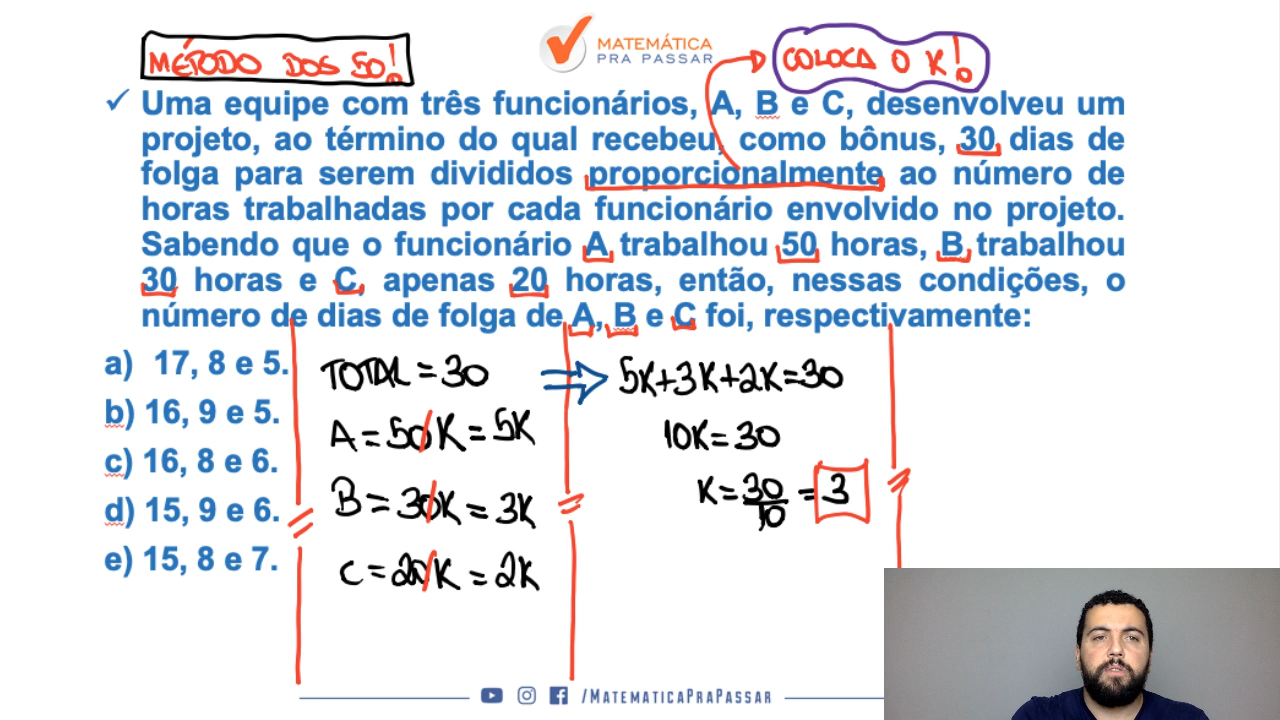 MÉTODO DOS 50!
MATEMÁTICA
PRA PASSAR
COLOCA O K!
✓ Uma equipe com três funcionários, A, B e C, desenvolveu um
projeto, ao término do qual recebeu, como bônus, 30 dias de
folga para serem divididos proporcionalmente ao número de
horas trabalhadas por cada funcionário envolvido no projeto.
Sabendo que o funcionário A trabalhou 50 horas, B trabalhou
30 horas e C, apenas 20 horas, então, nessas condições, o
número de dias de folga de A, B e C foi, respectivamente:
a) 17, 8 e 5.
b) 16, 9 e 5.
c) 16, 8 e 6.
d) 15, 9 e 6.
e) 15, 8 e 7.
TOTAL = 30
A = 50K = 5K
B = 30K = 3K
C = 20K = 2K
5K+3K+2K=30
10K = 30
K = 30/10 = 3
/MATEMATICAPRAPASSAR